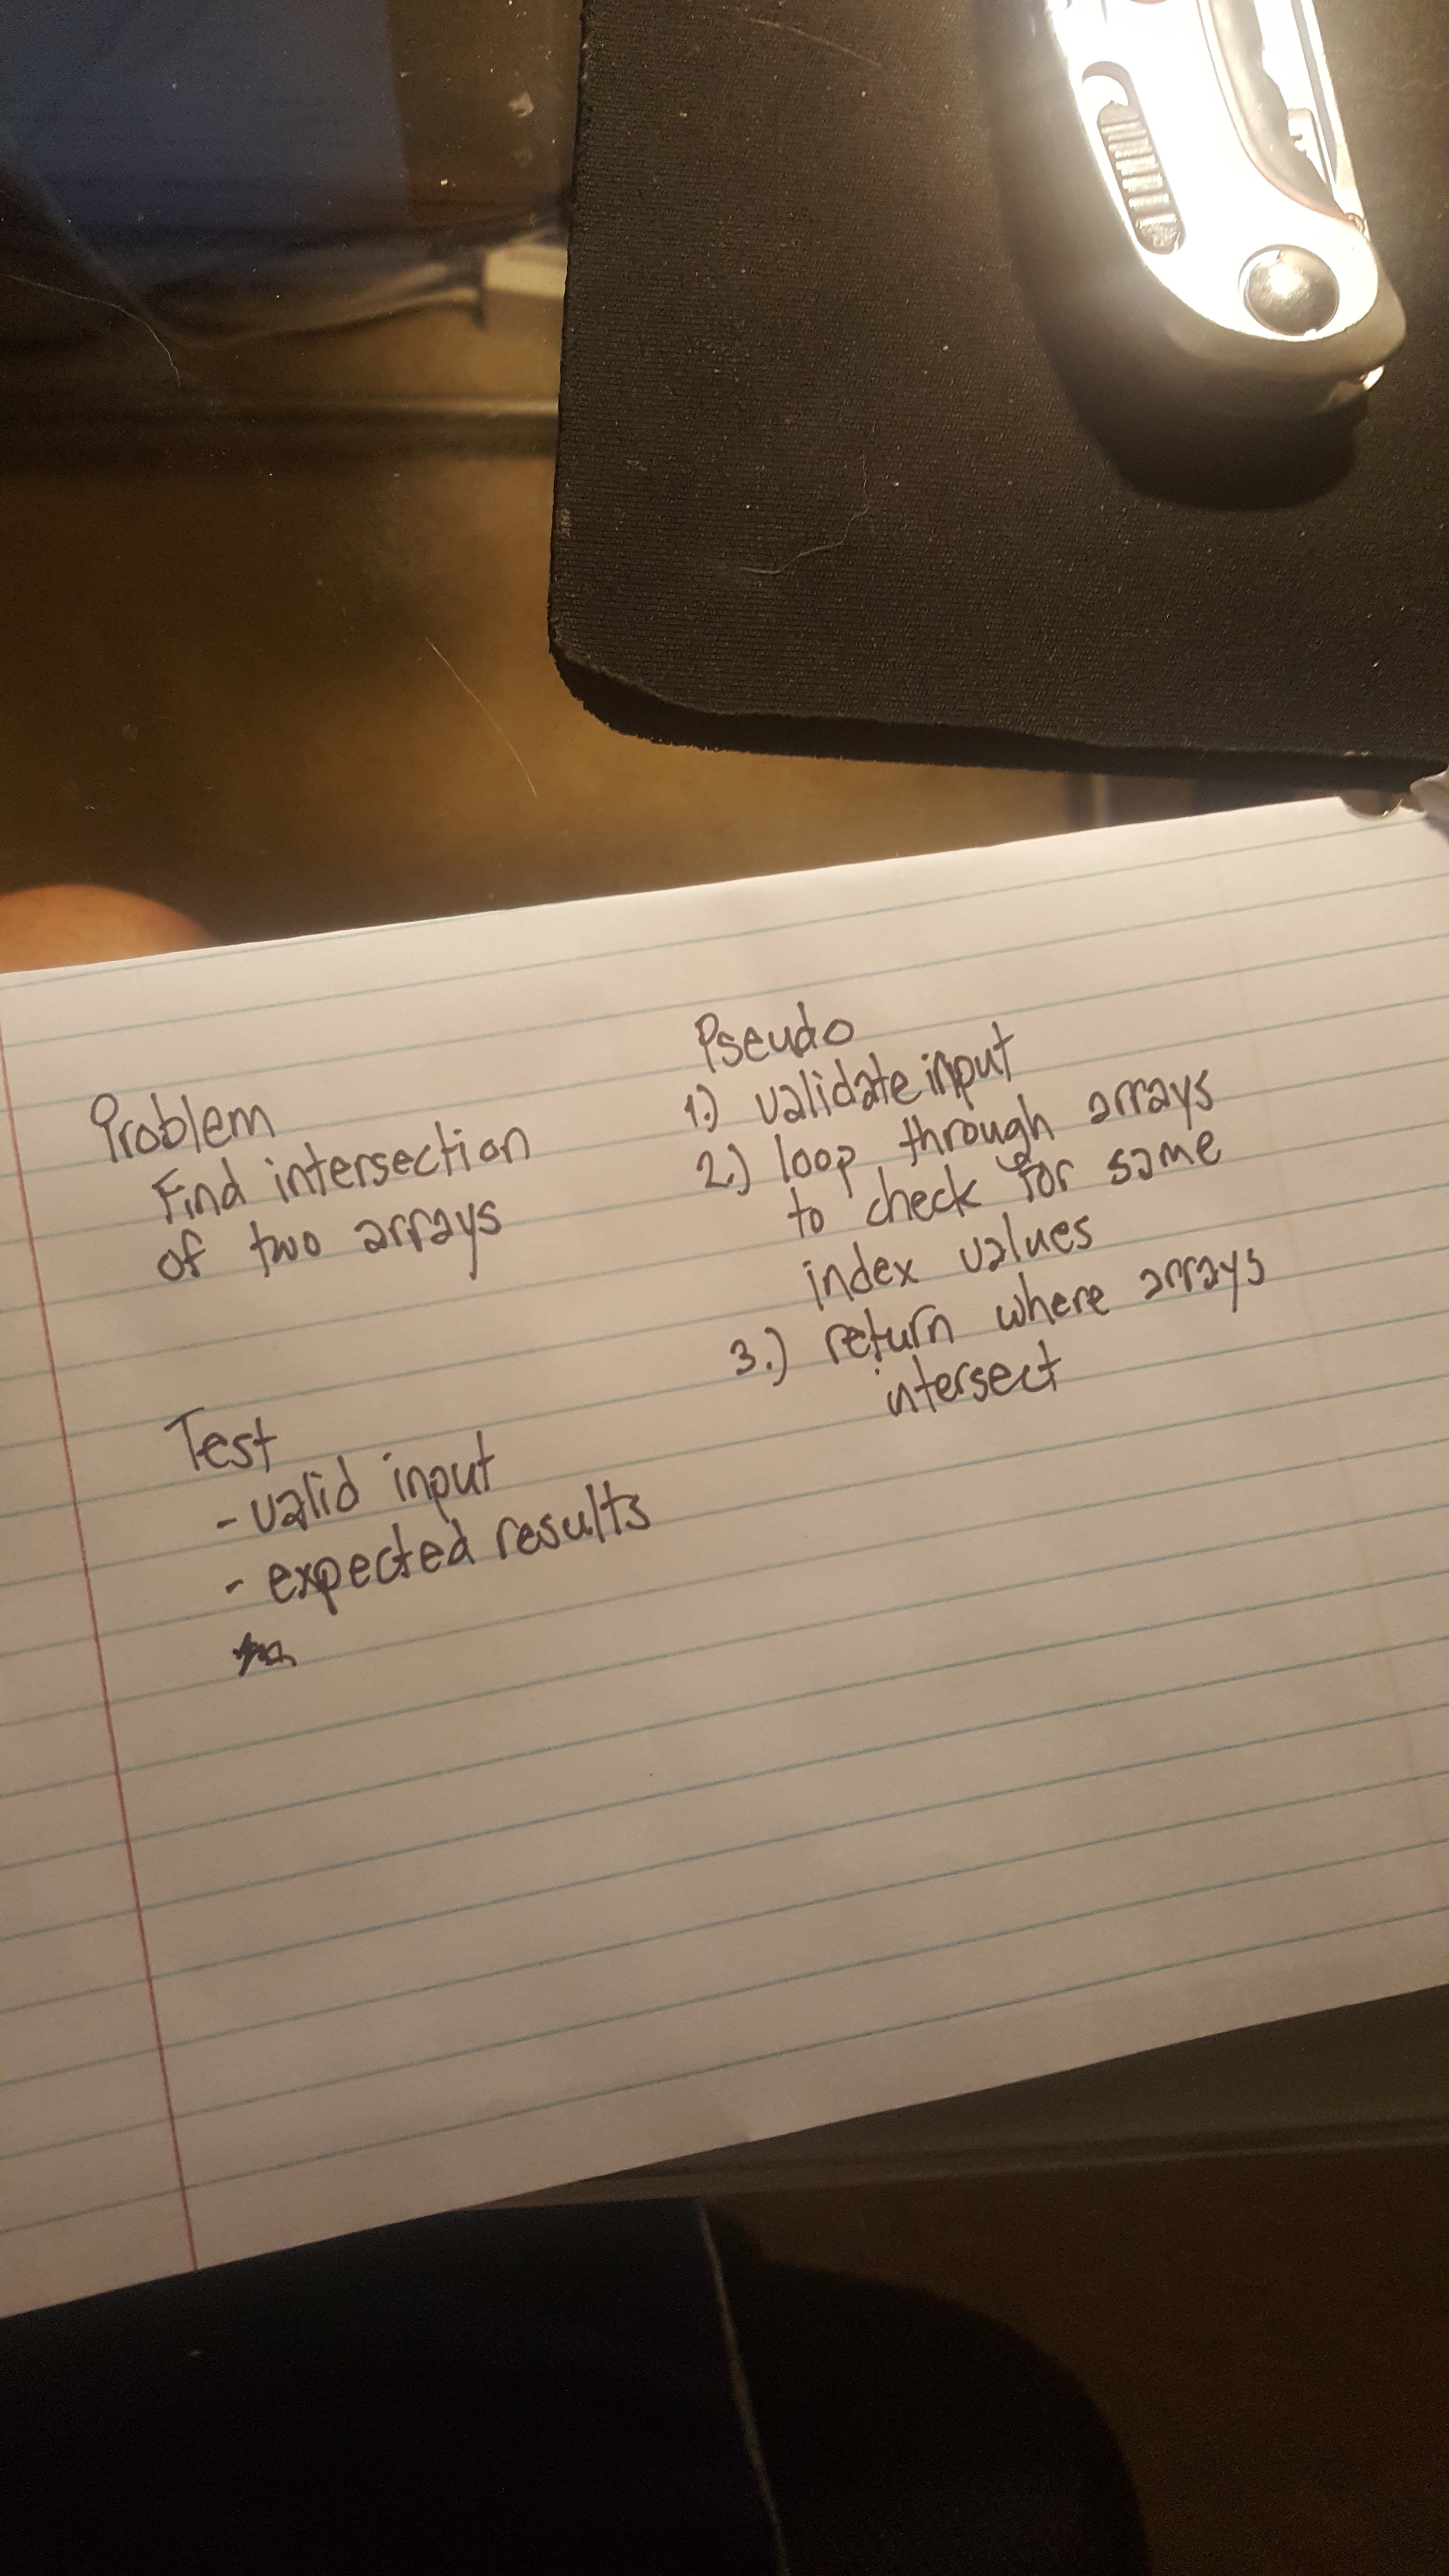 Problem
Find intersection
of two arrays
Test
- valid input
- expected results
Pseudo
1.) validate input
2.) loop through arrays
to check for same
index values
3.) return where arrays
intersect